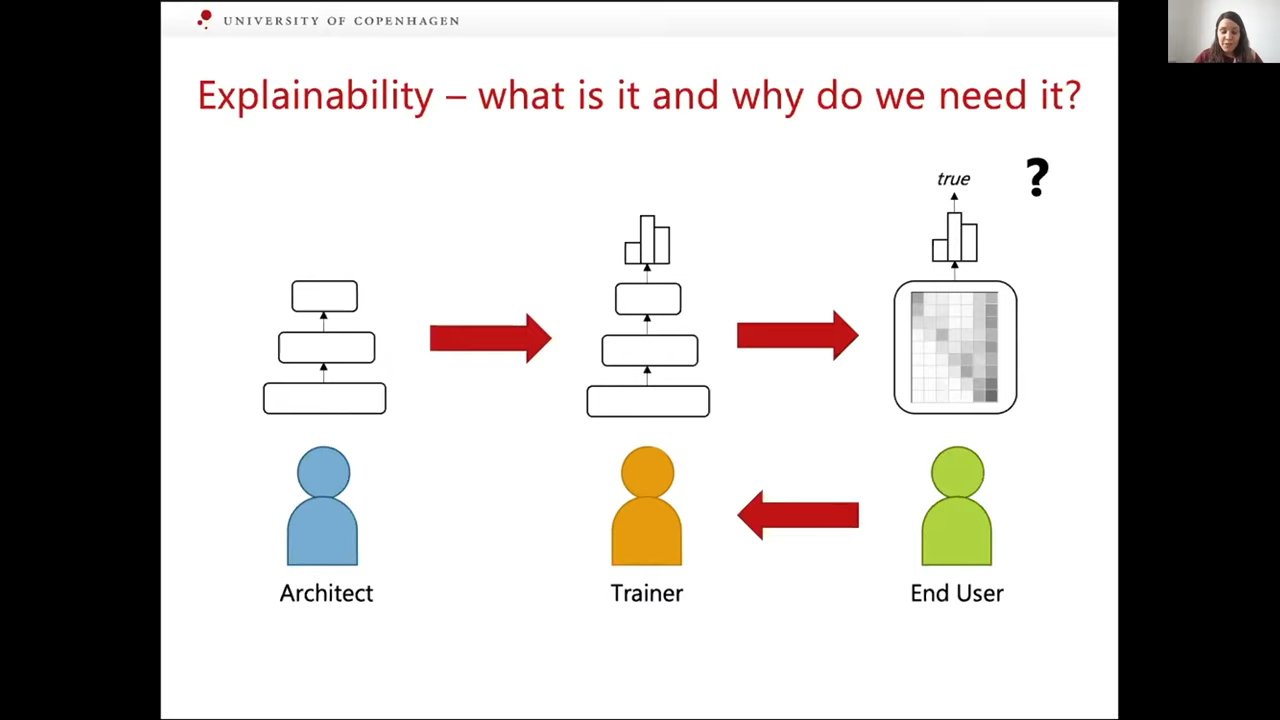 UNIVERSITY OF COPENHAGEN
Explainability – what is it and why do we need it?
true
?
Architect
Trainer
End User